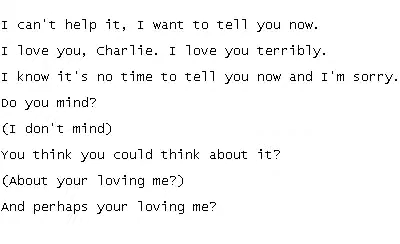 I can't help it, I want to tell you now.
I love you, Charlie. I love you terribly.
I know it's no time to tell you now and I'm sorry.
Do you mind?
(I don't mind)
You think you could think about it?
(About your loving me?)
And perhaps your loving me?